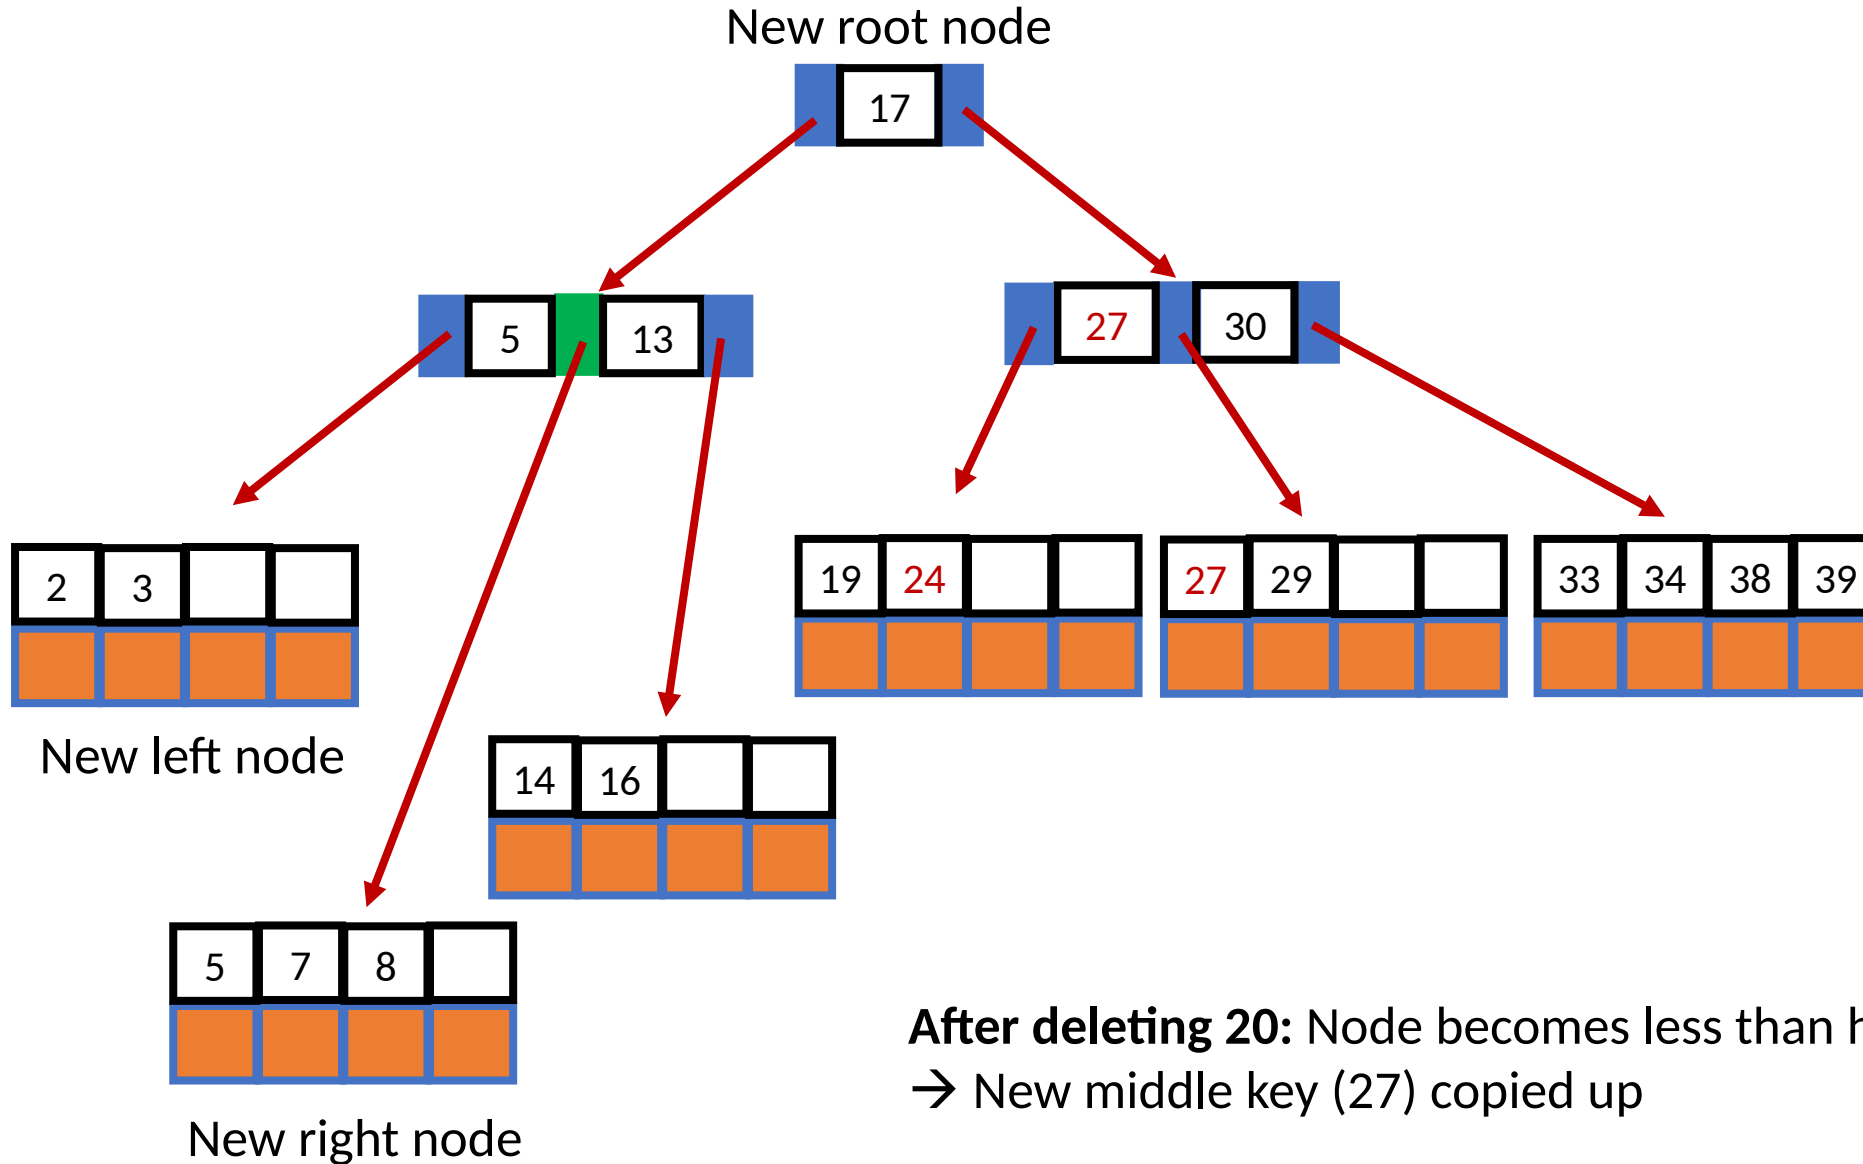 New root node
17
5 13
27 30
2 3
19 24
27 29
33 34 38 39
New left node
14 16
5 7 8
After deleting 20: Node becomes less than
→ New middle key (27) copied up
New right node